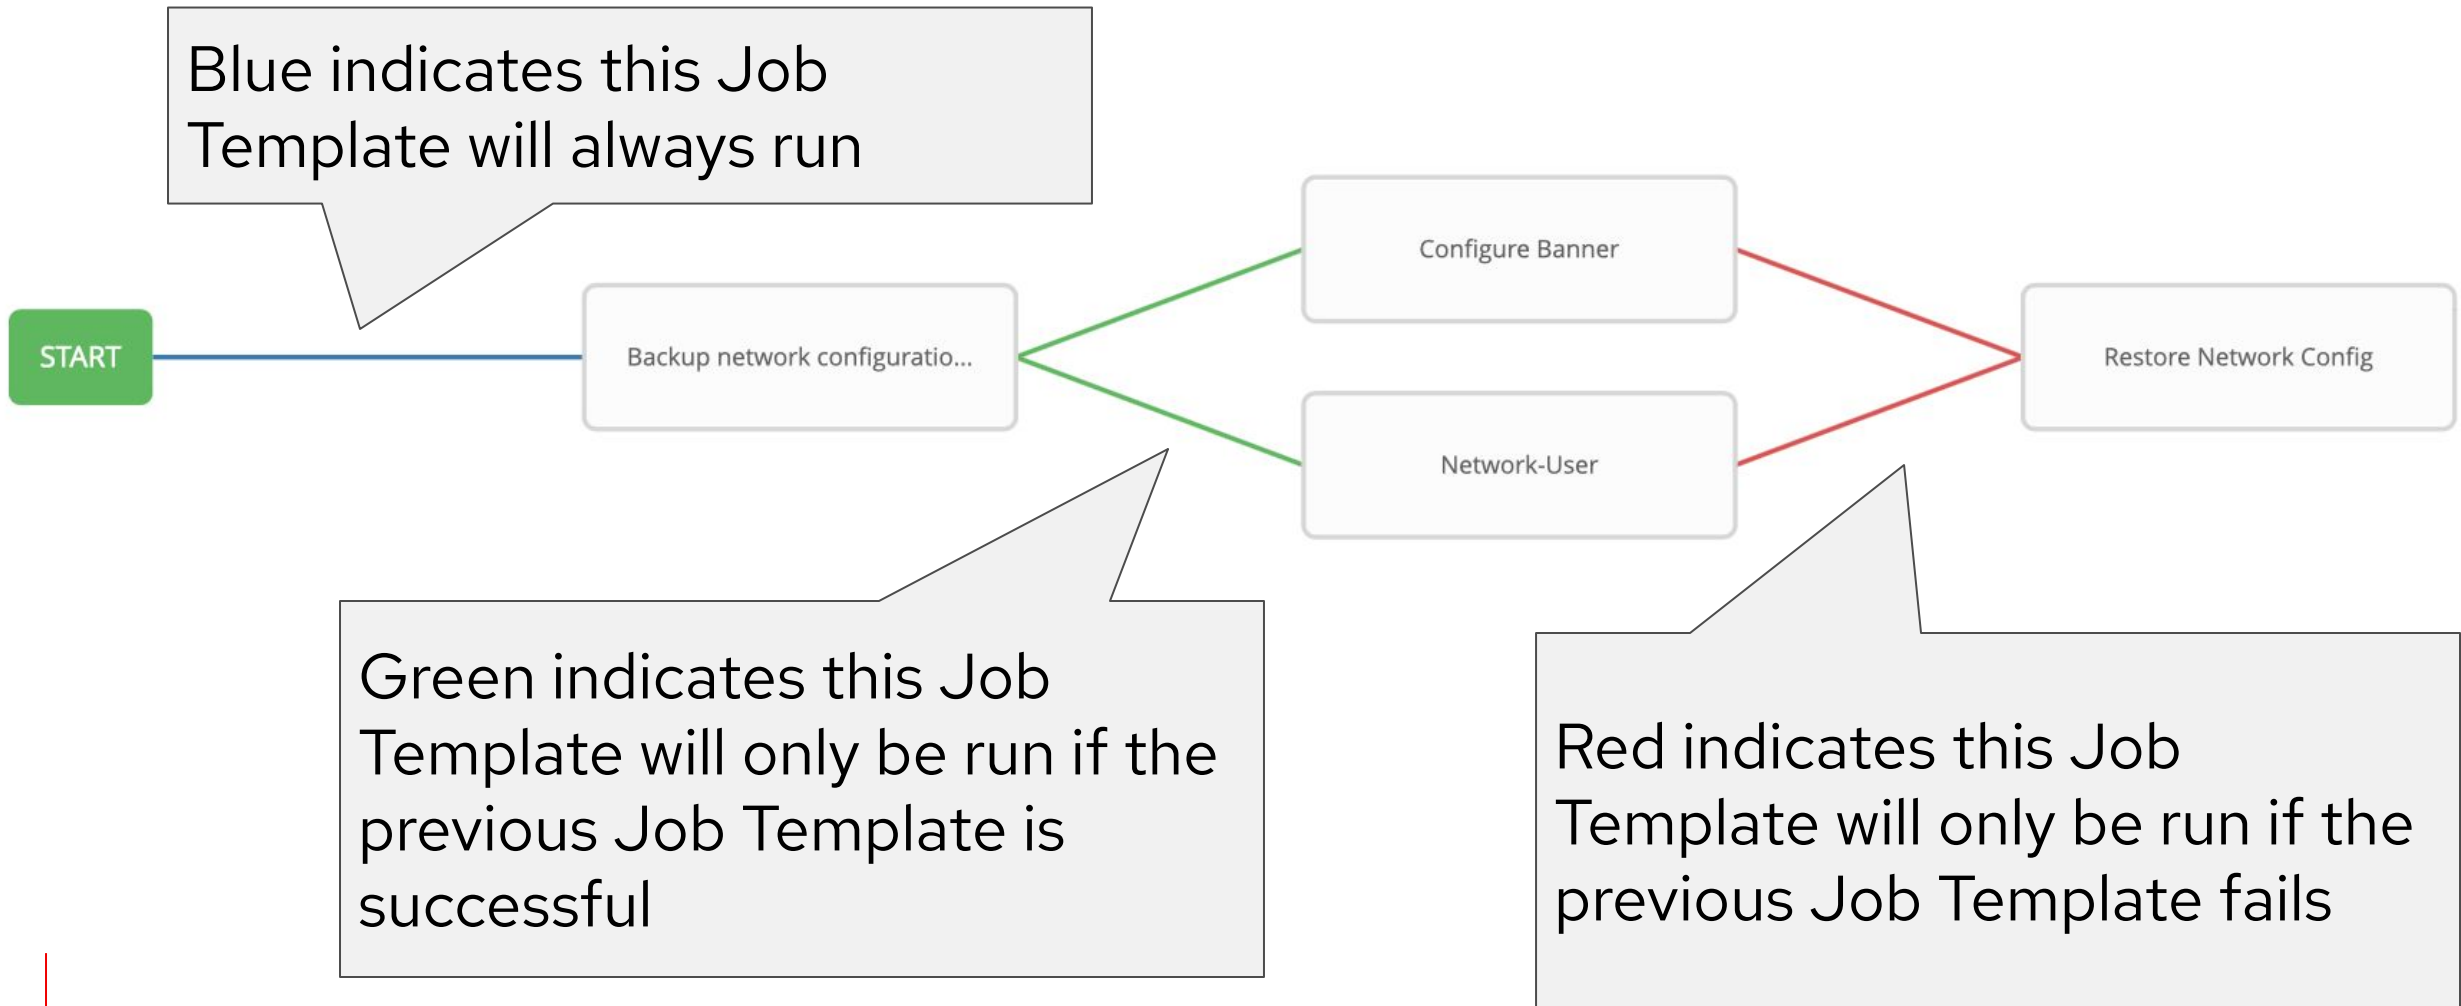 Blue indicates this Job
Template will always run
START
Backup network configuratio...
Configure Banner
Network-User
Restore Network Config
Green indicates this Job
Template will only be run if the
previous Job Template is
successful
Red indicates this Job
Template will only be run if the
previous Job Template fails